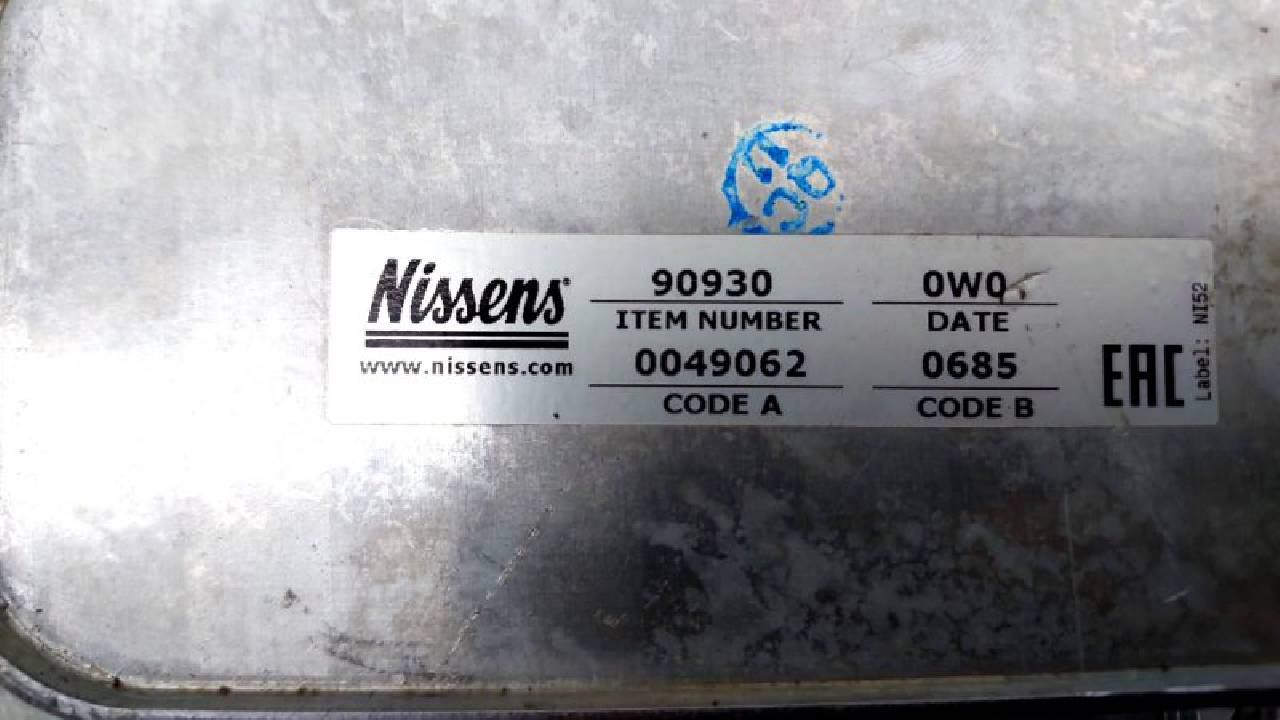 Nissens®
www.nissens.com
90930
ITEM NUMBER
0049062
CODE A
0W0
DATE
0685
CODE B
EAC
Label: NI52